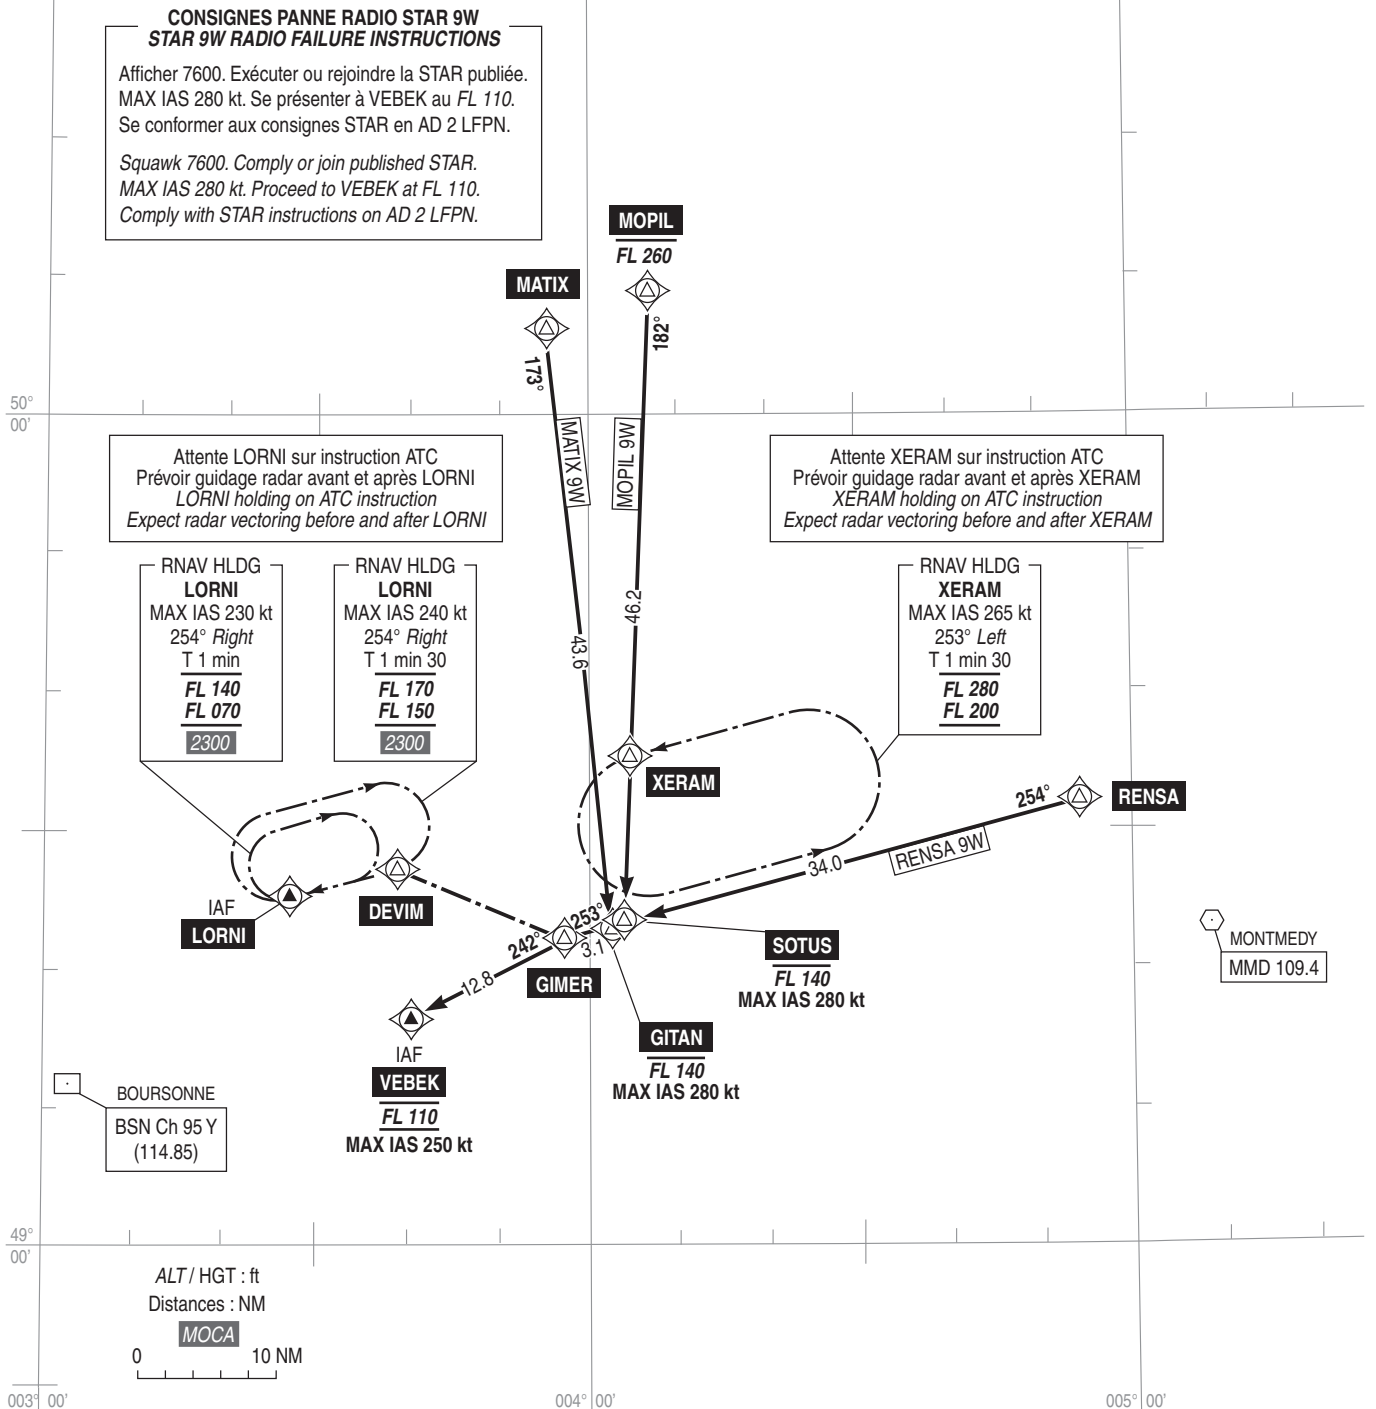 CONSIGNES PANNE RADIO STAR 9W
STAR 9W RADIO FAILURE INSTRUCTIONS
Afficher 7600. Exécuter ou rejoindre la STAR publiée.
MAX IAS 280 kt. Se présenter à VEBEK au FL 110.
Se conformer aux consignes STAR en AD 2 LFPN.
Squawk 7600. Comply or join published STAR.
MAX IAS 280 kt. Proceed to VEBEK at FL 110.
Comply with STAR instructions on AD 2 LFPN.
MOPIL
FL 260
MATIX
182°
173°
50°
00'
MATIX 9W
MOPIL 9W
Attente LORNI sur instruction ATC
Prévoir guidage radar avant et après LORNI
LORNI holding on ATC instruction
Expect radar vectoring before and after LORNI
Attente XERAM sur instruction ATC
Prévoir guidage radar avant et après XERAM
XERAM holding on ATC instruction
Expect radar vectoring before and after XERAM
RNAV HLDG
LORNI
MAX IAS 230 kt
254° Right
T 1 min
FL 140
FL 070
2300
RNAV HLDG
LORNI
MAX IAS 240 kt
254° Right
T 1 min 30
FL 170
FL 150
2300
RNAV HLDG
XERAM
MAX IAS 265 kt
253° Left
T 1 min 30
FL 280
FL 200
46.2
43.6
XERAM
254°
RENSA
RENSA 9W
34.0
DEVIM
IAF
LORNI
253°
242°
3.1
12.8
GIMER
SOTUS
FL 140
MAX IAS 280 kt
GITAN
FL 140
MAX IAS 280 kt
MONTMEDY
MMD 109.4
IAF
VEBEK
FL 110
MAX IAS 250 kt
BOURSONNE
BSN Ch 95 Y
(114.85)
49°
00'
ALT / HGT : ft
Distances : NM
MOCA
0 10 NM
003° 00'
004° 00'
005° 00'